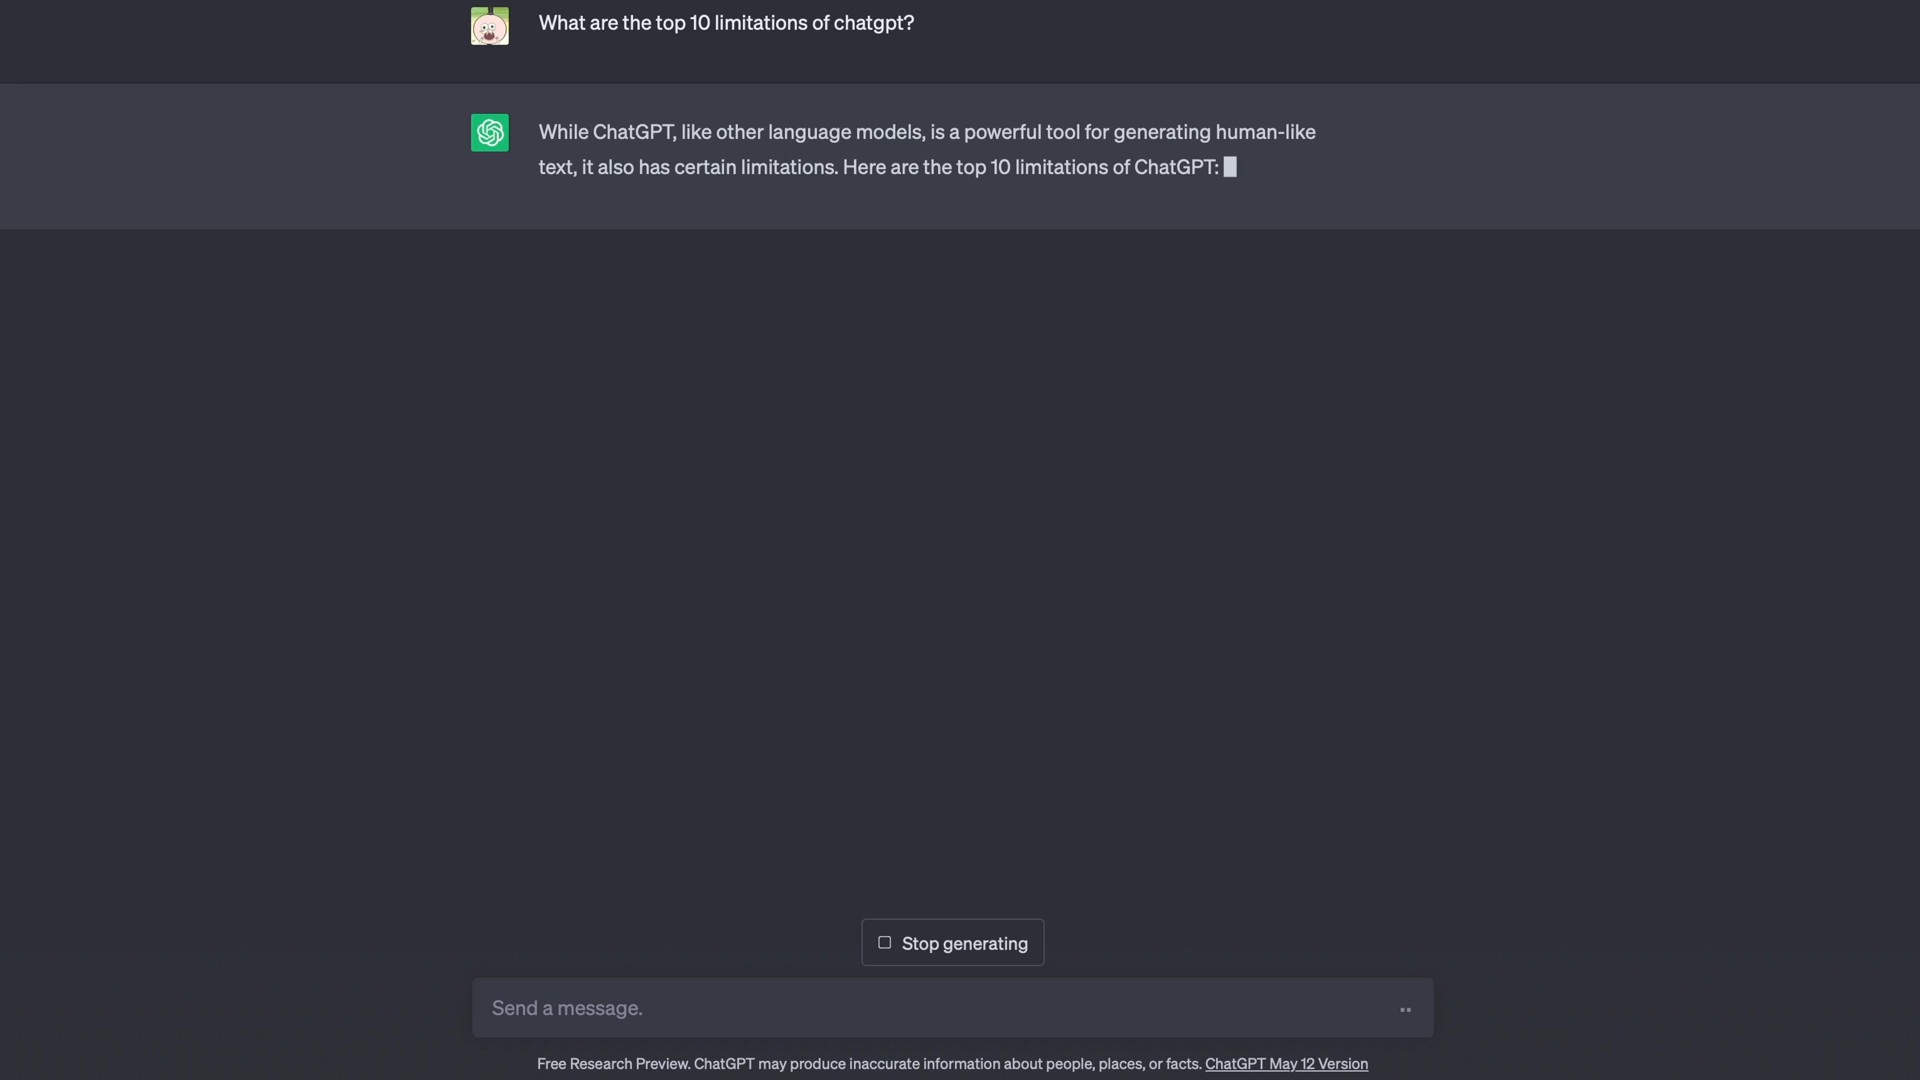 What are the top 10 limitations of chatgpt?
While ChatGPT, like other language models, is a powerful tool for generating human-like
text, it also has certain limitations. Here are the top 10 limitations of ChatGPT:
Stop generating
Send a message.
Free Research Preview. ChatGPT may produce inaccurate information about people, places, or facts. ChatGPT May 12 Version